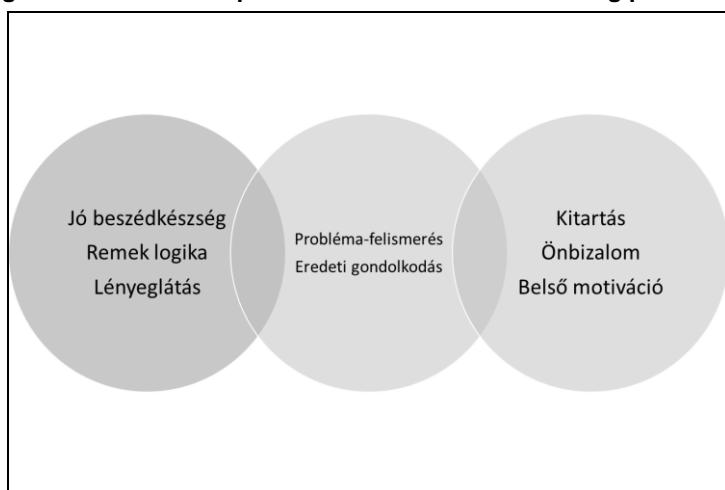 Jó beszédkészség
Remek logika
Lényeglátás
Probléma-felismerés
Eredeti gondolkodás
Kitartás
Önbizalom
Belső motiváció